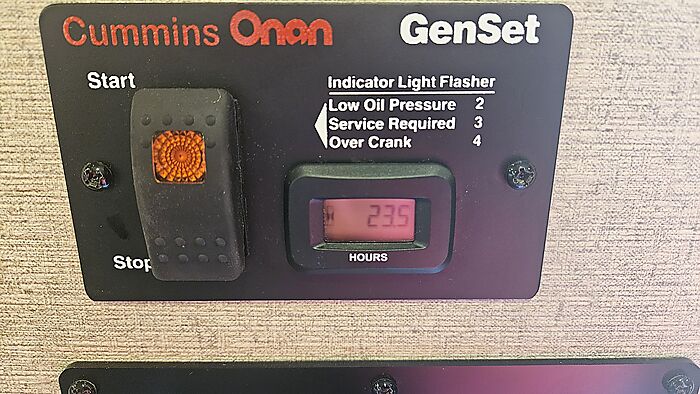 Cummins Onan GenSet
Start
Indicator Light Flasher
Low Oil Pressure 2
Service Required 3
Over Crank 4
23.5
Stop
HOURS